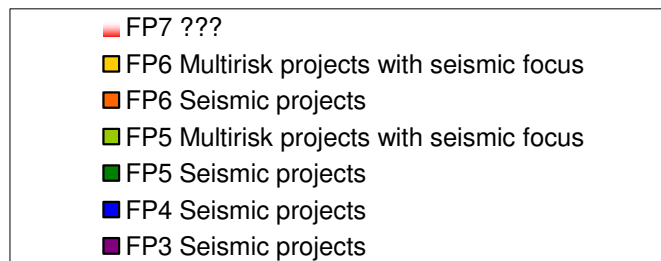 FP7 ???
FP6 Multirisk projects with seismic focus
FP6 Seismic projects
FP5 Multirisk projects with seismic focus
FP5 Seismic projects
FP4 Seismic projects
FP3 Seismic projects